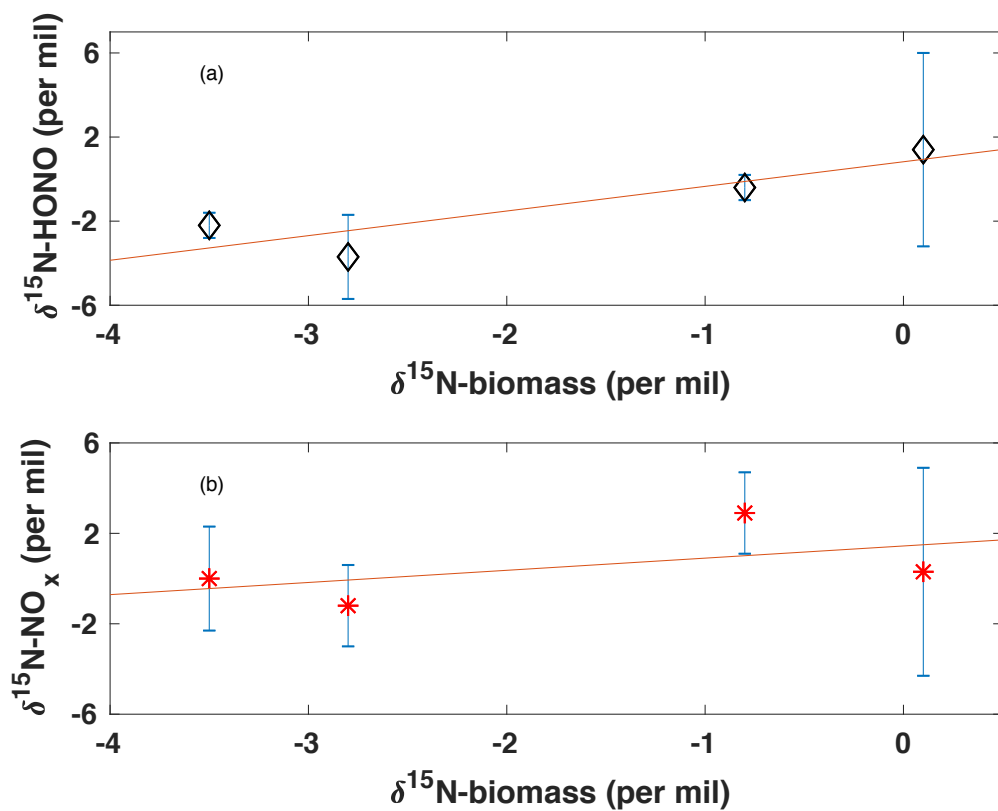 (a)
δ15N-HONO (per mil)
6
2
-2
-6
-4 -3 -2 -1 0
δ15N-biomass (per mil)
(b)
δ15N-NOx (per mil)
6
2
-2
-6
-4 -3 -2 -1 0
δ15N-biomass (per mil)